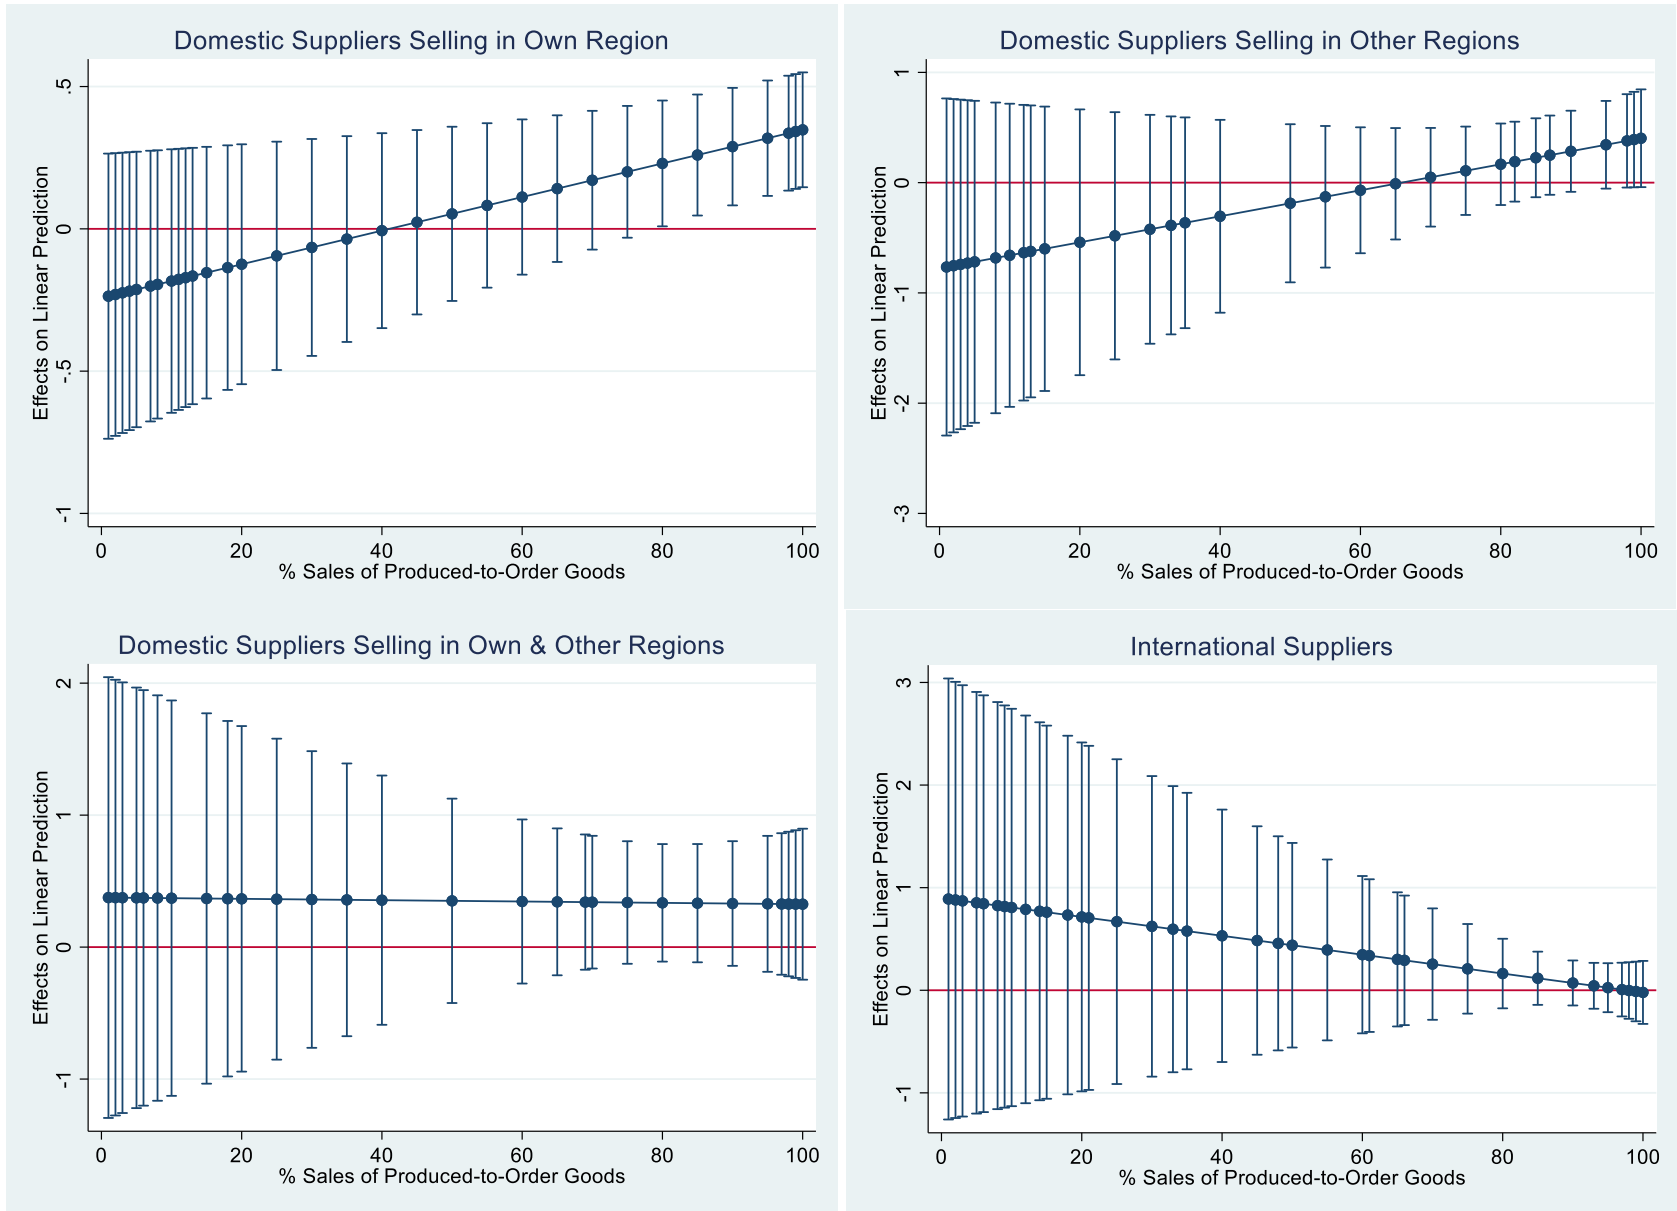 Domestic Suppliers Selling in Own Region
Effects on Linear Prediction
.5
0
-.5
-1
0 20 40 60 80 100
% Sales of Produced-to-Order Goods
Domestic Suppliers Selling in Other Regions
Effects on Linear Prediction
1
0
-1
-2
-3
0 20 40 60 80 100
% Sales of Produced-to-Order Goods
Domestic Suppliers Selling in Own & Other Regions
Effects on Linear Prediction
2
1
0
-1
0 20 40 60 80 100
% Sales of Produced-to-Order Goods
International Suppliers
Effects on Linear Prediction
3
2
1
0
-1
0 20 40 60 80 100
% Sales of Produced-to-Order Goods